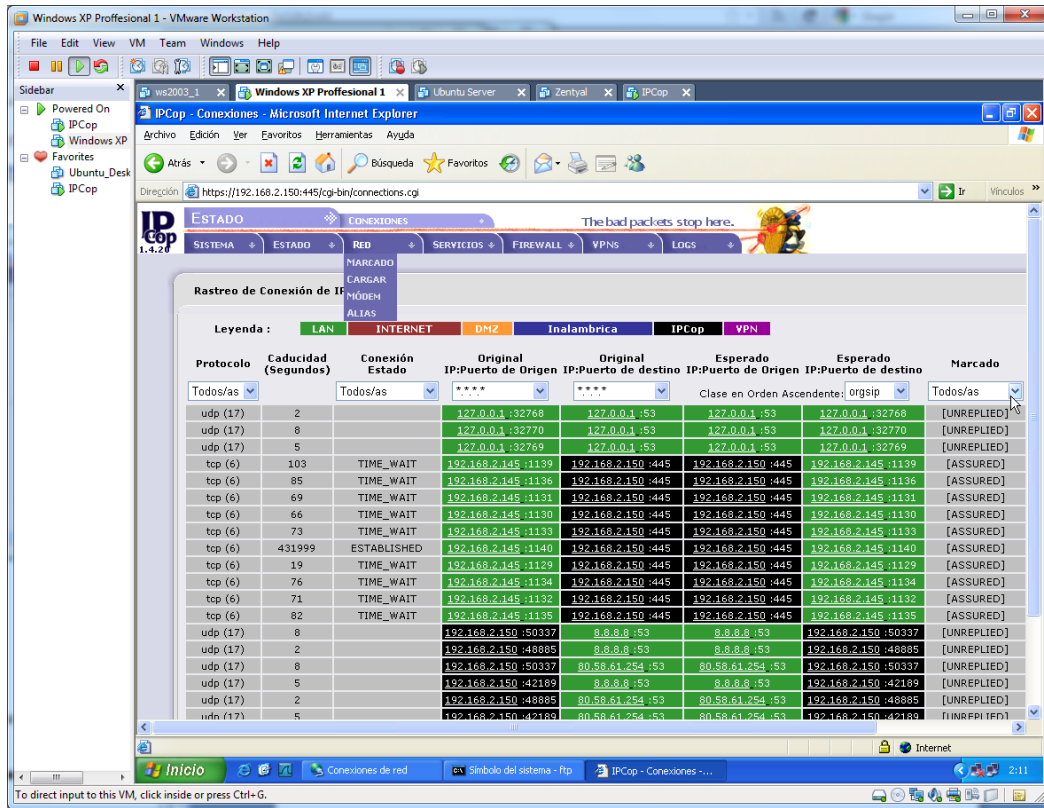 Windows XP Proffesional 1 - VMware Workstation
File Edit View VM Team Windows Help
Sidebar x
Powered On
IPCop
Windows XP
Favorites
Ubuntu_Desk
IPCop
ws2003_1 x Windows XP Proffesional 1 x Ubuntu Server x Zentyal x IPCop x
IPCop - Conexiones - Microsoft Internet Explorer
Archivo Edición Ver Favoritos Herramientas Ayuda
Atrás Búsqueda Favoritos
Dirección https://192.168.2.150:445/cgi-bin/connections.cgi Ir Vínculos »
IP Cop 1.4.20
ESTADO CONEXIONES The bad packets stop here.
SISTEMA ESTADO RED SERVICIOS FIREWALL VPNS LOGS
MARCADO
CARGAR
MÓDEM
ALIAS
Rastreo de Conexión de IP
Leyenda : LAN INTERNET DMZ Inalambrica IPCop VPN
Protocolo Caducidad (Segundos) Conexión Estado Original IP:Puerto de Origen Original IP:Puerto de destino Esperado IP:Puerto de Origen Esperado IP:Puerto de destino Marcado
Todos/as Todos/as *.*.*.* *.*.*.* Clase en Orden Ascendente: orgsip Todos/as
udp (17) 2 127.0.0.1 :32768 127.0.0.1 :53 127.0.0.1 :53 127.0.0.1 :32768 [UNREPLIED]
udp (17) 8 127.0.0.1 :32770 127.0.0.1 :53 127.0.0.1 :53 127.0.0.1 :32770 [UNREPLIED]
udp (17) 5 127.0.0.1 :32769 127.0.0.1 :53 127.0.0.1 :53 127.0.0.1 :32769 [UNREPLIED]
tcp (6) 103 TIME_WAIT 192.168.2.145 :1139 192.168.2.150 :445 192.168.2.150 :445 192.168.2.145 :1139 [ASSURED]
tcp (6) 85 TIME_WAIT 192.168.2.145 :1136 192.168.2.150 :445 192.168.2.150 :445 192.168.2.145 :1136 [ASSURED]
tcp (6) 69 TIME_WAIT 192.168.2.145 :1131 192.168.2.150 :445 192.168.2.150 :445 192.168.2.145 :1131 [ASSURED]
tcp (6) 66 TIME_WAIT 192.168.2.145 :1130 192.168.2.150 :445 192.168.2.150 :445 192.168.2.145 :1130 [ASSURED]
tcp (6) 73 TIME_WAIT 192.168.2.145 :1133 192.168.2.150 :445 192.168.2.150 :445 192.168.2.145 :1133 [ASSURED]
tcp (6) 431999 ESTABLISHED 192.168.2.145 :1140 192.168.2.150 :445 192.168.2.150 :445 192.168.2.145 :1140 [ASSURED]
tcp (6) 19 TIME_WAIT 192.168.2.145 :1129 192.168.2.150 :445 192.168.2.150 :445 192.168.2.145 :1129 [ASSURED]
tcp (6) 76 TIME_WAIT 192.168.2.145 :1134 192.168.2.150 :445 192.168.2.150 :445 192.168.2.145 :1134 [ASSURED]
tcp (6) 71 TIME_WAIT 192.168.2.145 :1132 192.168.2.150 :445 192.168.2.150 :445 192.168.2.145 :1132 [ASSURED]
tcp (6) 82 TIME_WAIT 192.168.2.145 :1135 192.168.2.150 :445 192.168.2.150 :445 192.168.2.145 :1135 [ASSURED]
udp (17) 8 192.168.2.150 :50337 8.8.8.8 :53 8.8.8.8 :53 192.168.2.150 :50337 [UNREPLIED]
udp (17) 2 192.168.2.150 :48885 8.8.8.8 :53 8.8.8.8 :53 192.168.2.150 :48885 [UNREPLIED]
udp (17) 8 192.168.2.150 :50337 80.58.61.254 :53 80.58.61.254 :53 192.168.2.150 :50337 [UNREPLIED]
udp (17) 5 192.168.2.150 :42189 8.8.8.8 :53 8.8.8.8 :53 192.168.2.150 :42189 [UNREPLIED]
udp (17) 2 192.168.2.150 :48885 80.58.61.254 :53 80.58.61.254 :53 192.168.2.150 :48885 [UNREPLIED]
udp (17) 5 192.168.2.150 :42189 80.58.61.254 :53 80.58.61.254 :53 192.168.2.150 :42189 [UNREPLIED]
Internet
Inicio Conexiones de red Símbolo del sistema - ftp IPCop - Conexiones -... 2:11
To direct input to this VM, click inside or press Ctrl+G.